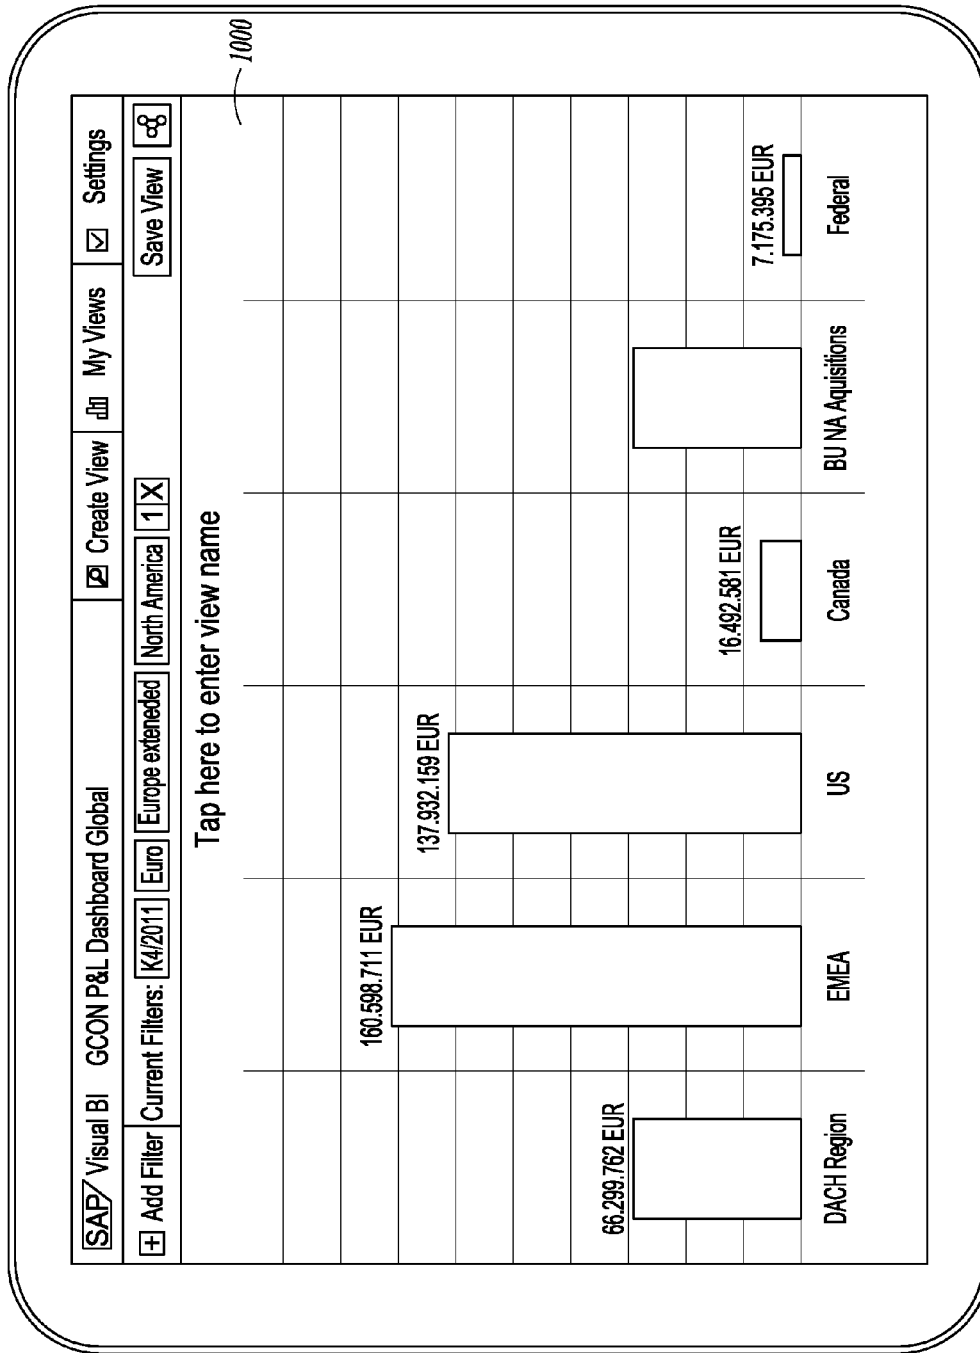 SAP Visual BI GCON P&L Dashboard Global Create View My Views Settings
+ Add Filter Current Filters: K4/2011 Euro Europe exteneded North America 1 X Save View
Tap here to enter view name
1000
66.299.762 EUR
160.598.711 EUR
137.932.159 EUR
16.492.581 EUR
7.175.395 EUR
DACH Region EMEA US Canada BU NA Aquisitions Federal